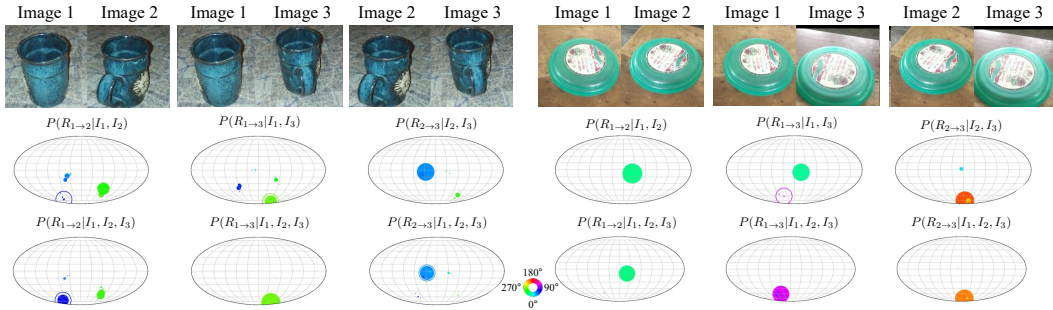 Image 1 Image 2 Image 1 Image 3 Image 2 Image 3 Image 1 Image 2 Image 1 Image 3 Image 2 Image 3
P(R₁→₂|I₁, I₂) P(R₁→₃|I₁, I₃) P(R₂→₃|I₂, I₃) P(R₁→₂|I₁, I₂) P(R₁→₃|I₁, I₃) P(R₂→₃|I₂, I₃)
P(R₁→₂|I₁, I₂, I₃) P(R₁→₃|I₁, I₂, I₃) P(R₂→₃|I₁, I₂, I₃) P(R₁→₂|I₁, I₂, I₃) P(R₁→₃|I₁, I₂, I₃) P(R₂→₃|I₁, I₂, I₃)
180°
270° 90°
0°